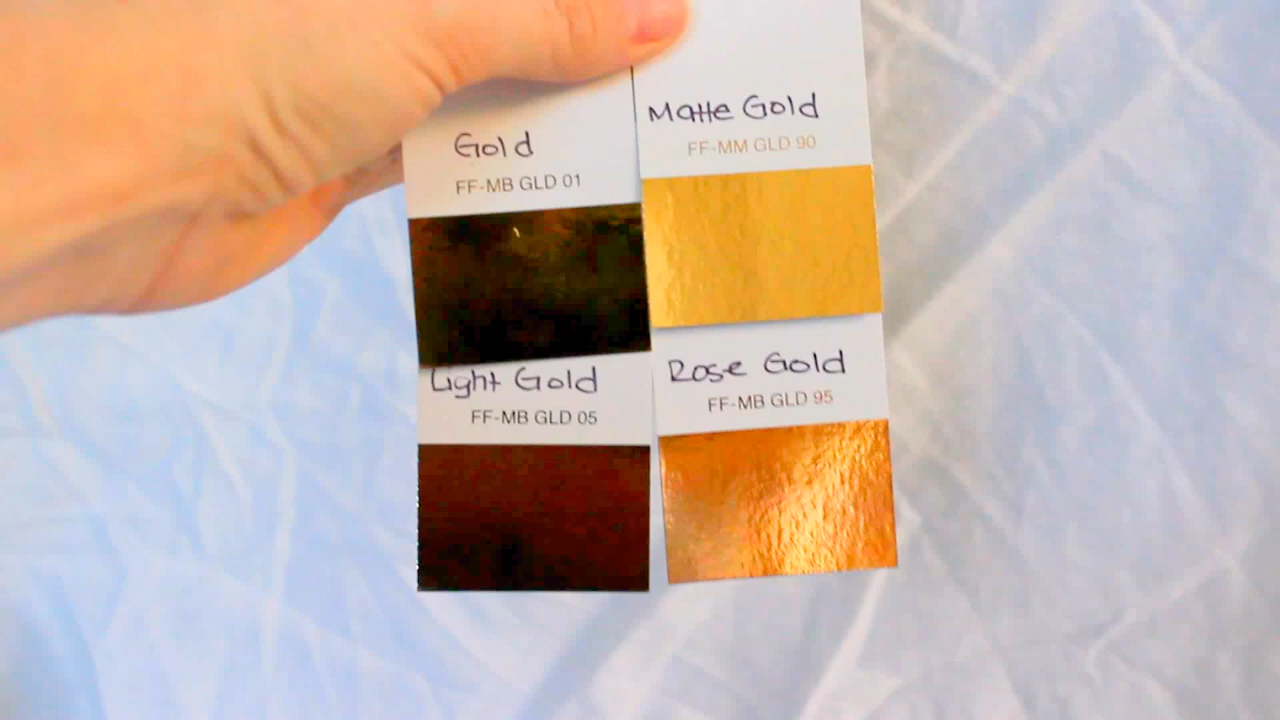 Gold
FF-MB GLD 01
Light Gold
FF-MB GLD 05
Matte Gold
FF-MM GLD 90
Rose Gold
FF-MB GLD 95